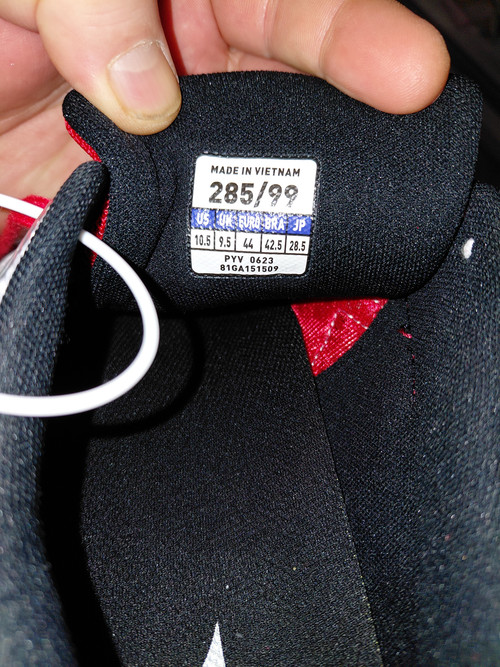 MADE IN VIETNAM
285/99
US UK EURO BRA JP
10.5 9.5 44 42.5 28.5
PYV 0623
81GA151509